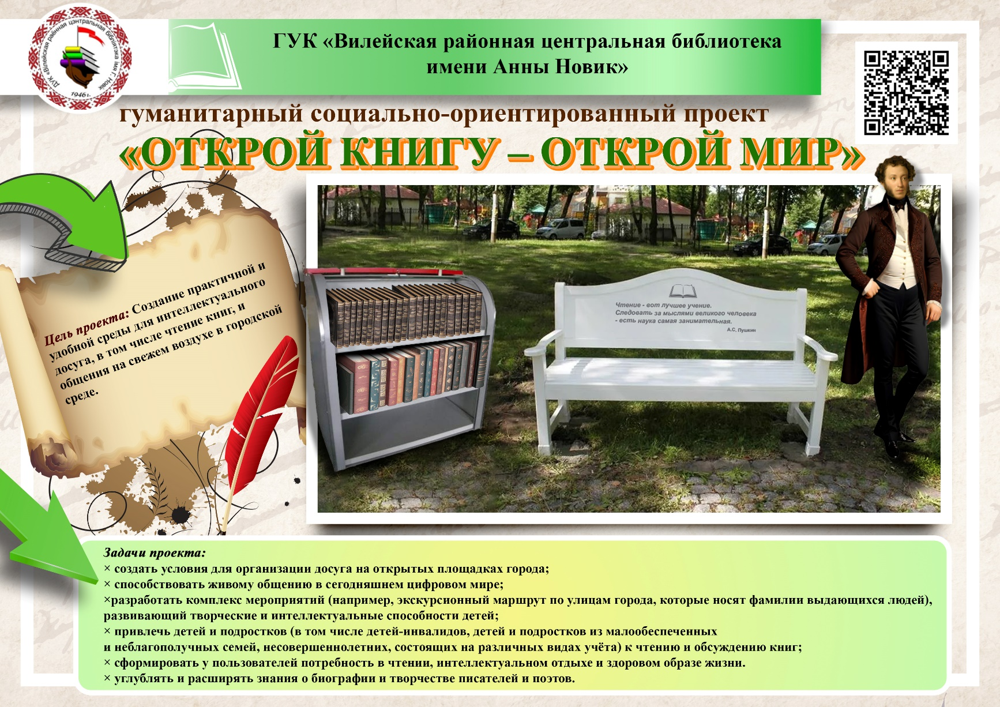 ДУК «Вілейская раённая цэнтральная бібліятэка імя Г. Новік»
1946 г.
ГУК «Вилейская районная центральная библиотека
имени Анны Новик»
гуманитарный социально-ориентированный проект
«ОТКРОЙ КНИГУ – ОТКРОЙ МИР»
Цель проекта: Создание практичной и
удобной среды для интеллектуального
досуга, в том числе чтение книг, и
общения на свежем воздухе в городской
среде.
Чтение - вот лучшее учение.
Следовать за мыслями великого человека
- есть наука самая занимательная.
А.С. Пушкин
Задачи проекта:
× создать условия для организации досуга на открытых площадках города;
× способствовать живому общению в сегодняшнем цифровом мире;
×разработать комплекс мероприятий (например, экскурсионный маршрут по улицам города, которые носят фамилии выдающихся людей),
развивающий творческие и интеллектуальные способности детей;
× привлечь детей и подростков (в том числе детей-инвалидов, детей и подростков из малообеспеченных
и неблагополучных семей, несовершеннолетних, состоящих на различных видах учёта) к чтению и обсуждению книг;
× сформировать у пользователей потребность в чтении, интеллектуальном отдыхе и здоровом образе жизни.
× углублять и расширять знания о биографии и творчестве писателей и поэтов.